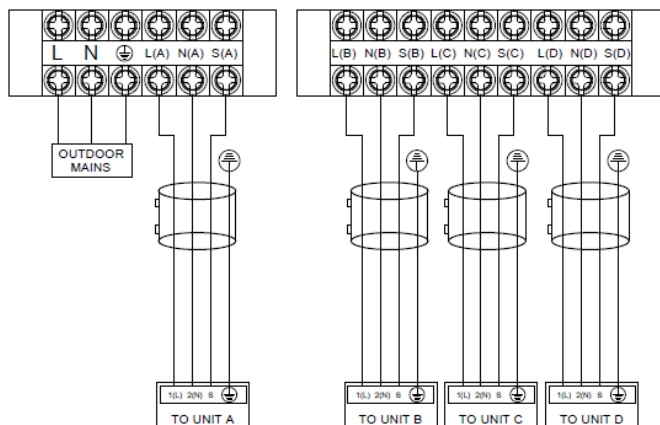 L N L(A) N(A) S(A)
L(B) N(B) S(B) L(C) N(C) S(C) L(D) N(D) S(D)
OUTDOOR
MAINS
1(L) 2(N) S
TO UNIT A
1(L) 2(N) S
TO UNIT B
1(L) 2(N) S
TO UNIT C
1(L) 2(N) S
TO UNIT D